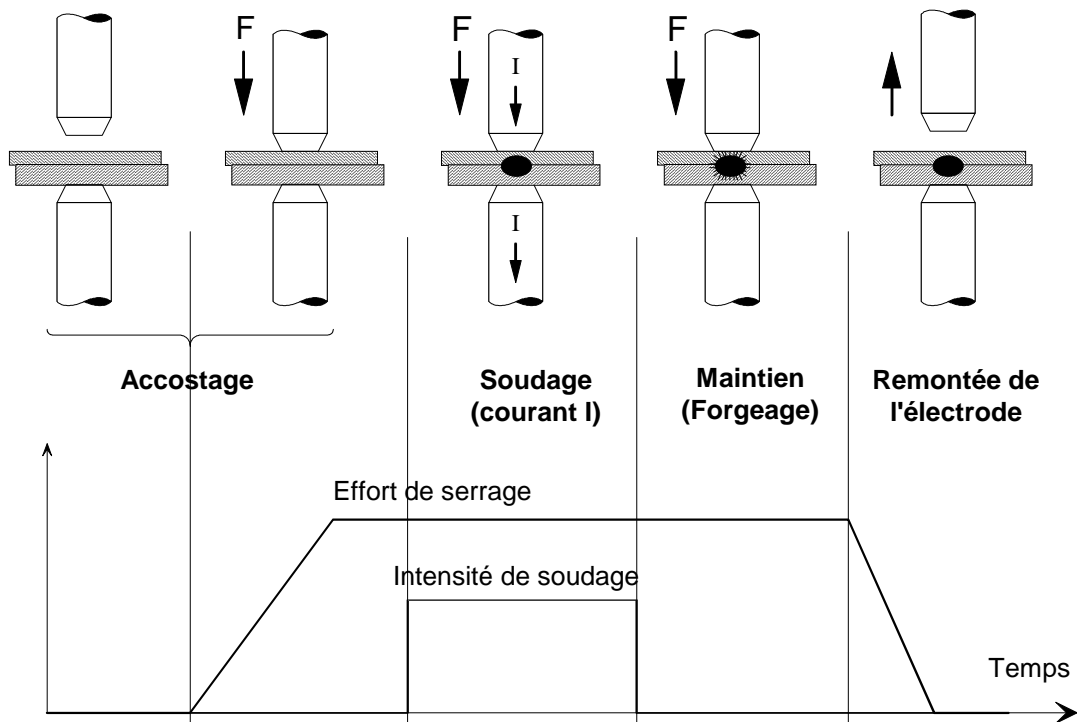 F
F
F
I
I
Accostage
Soudage
(courant I)
Maintien
(Forgeage)
Remontée de
l'électrode
Effort de serrage
Intensité de soudage
Temps